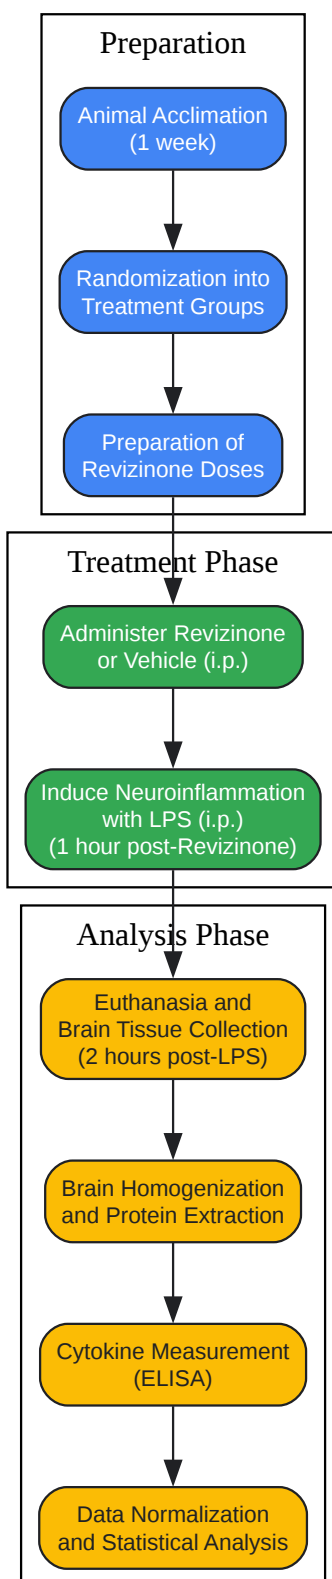 Preparation
Animal Acclimation
(1 week)
Randomization into
Treatment Groups
Preparation of
Revizinone Doses
Treatment Phase
Administer Revizinone
or Vehicle (i.p.)
Induce Neuroinflammation
with LPS (i.p.)
(1 hour post-Revizinone)
Analysis Phase
Euthanasia and
Brain Tissue Collection
(2 hours post-LPS)
Brain Homogenization
and Protein Extraction
Cytokine Measurement
(ELISA)
Data Normalization
and Statistical Analysis